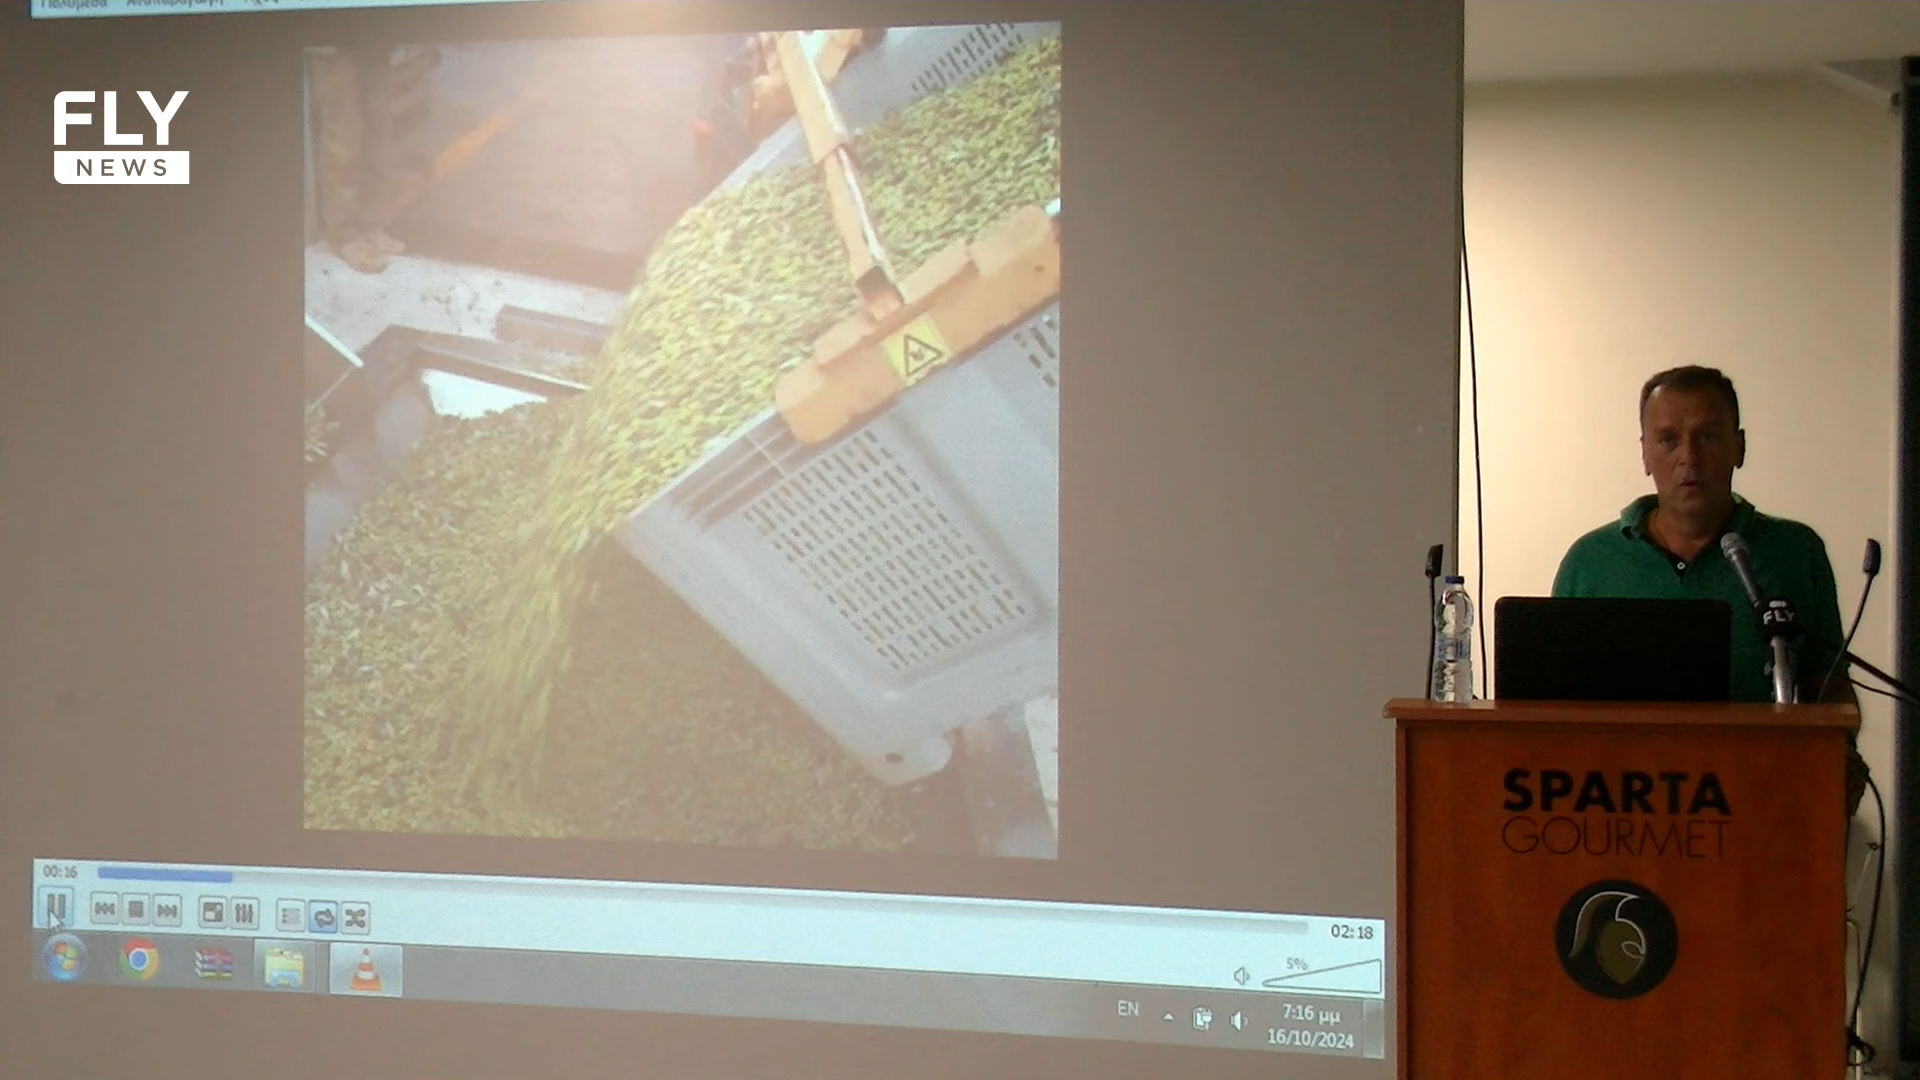 FLY
NEWS
00:16
02:18
5%
EN
7:16 μμ
16/10/2024
FLY
SPARTA
GOURMET